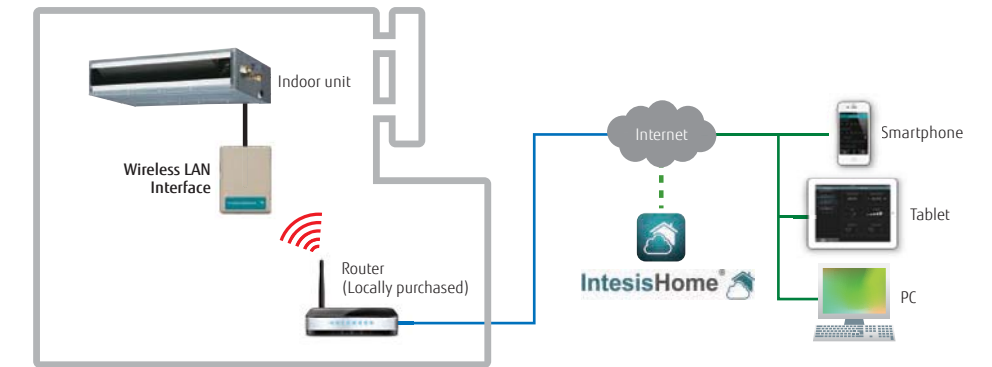 Indoor unit
Wireless LAN
Interface
Router
(Locally purchased)
Internet
IntesisHome®
Smartphone
Tablet
PC